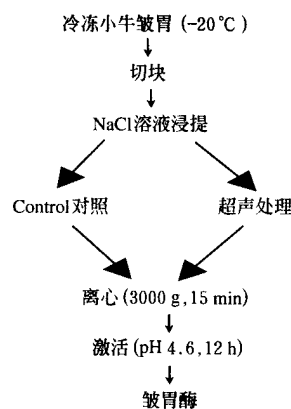 冷冻小牛皱胃(-20℃)
切块
NaCl溶液浸提
Control对照
超声处理
离心(3000 g,15 min)
激活(pH 4.6,12 h)
皱胃酶